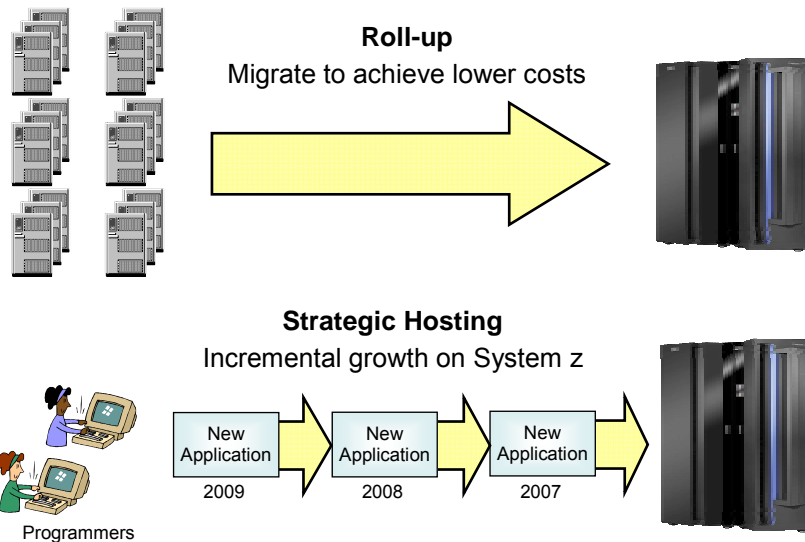 Roll-up
Migrate to achieve lower costs
Strategic Hosting
Incremental growth on System z
New
Application
2009
New
Application
2008
New
Application
2007
Programmers